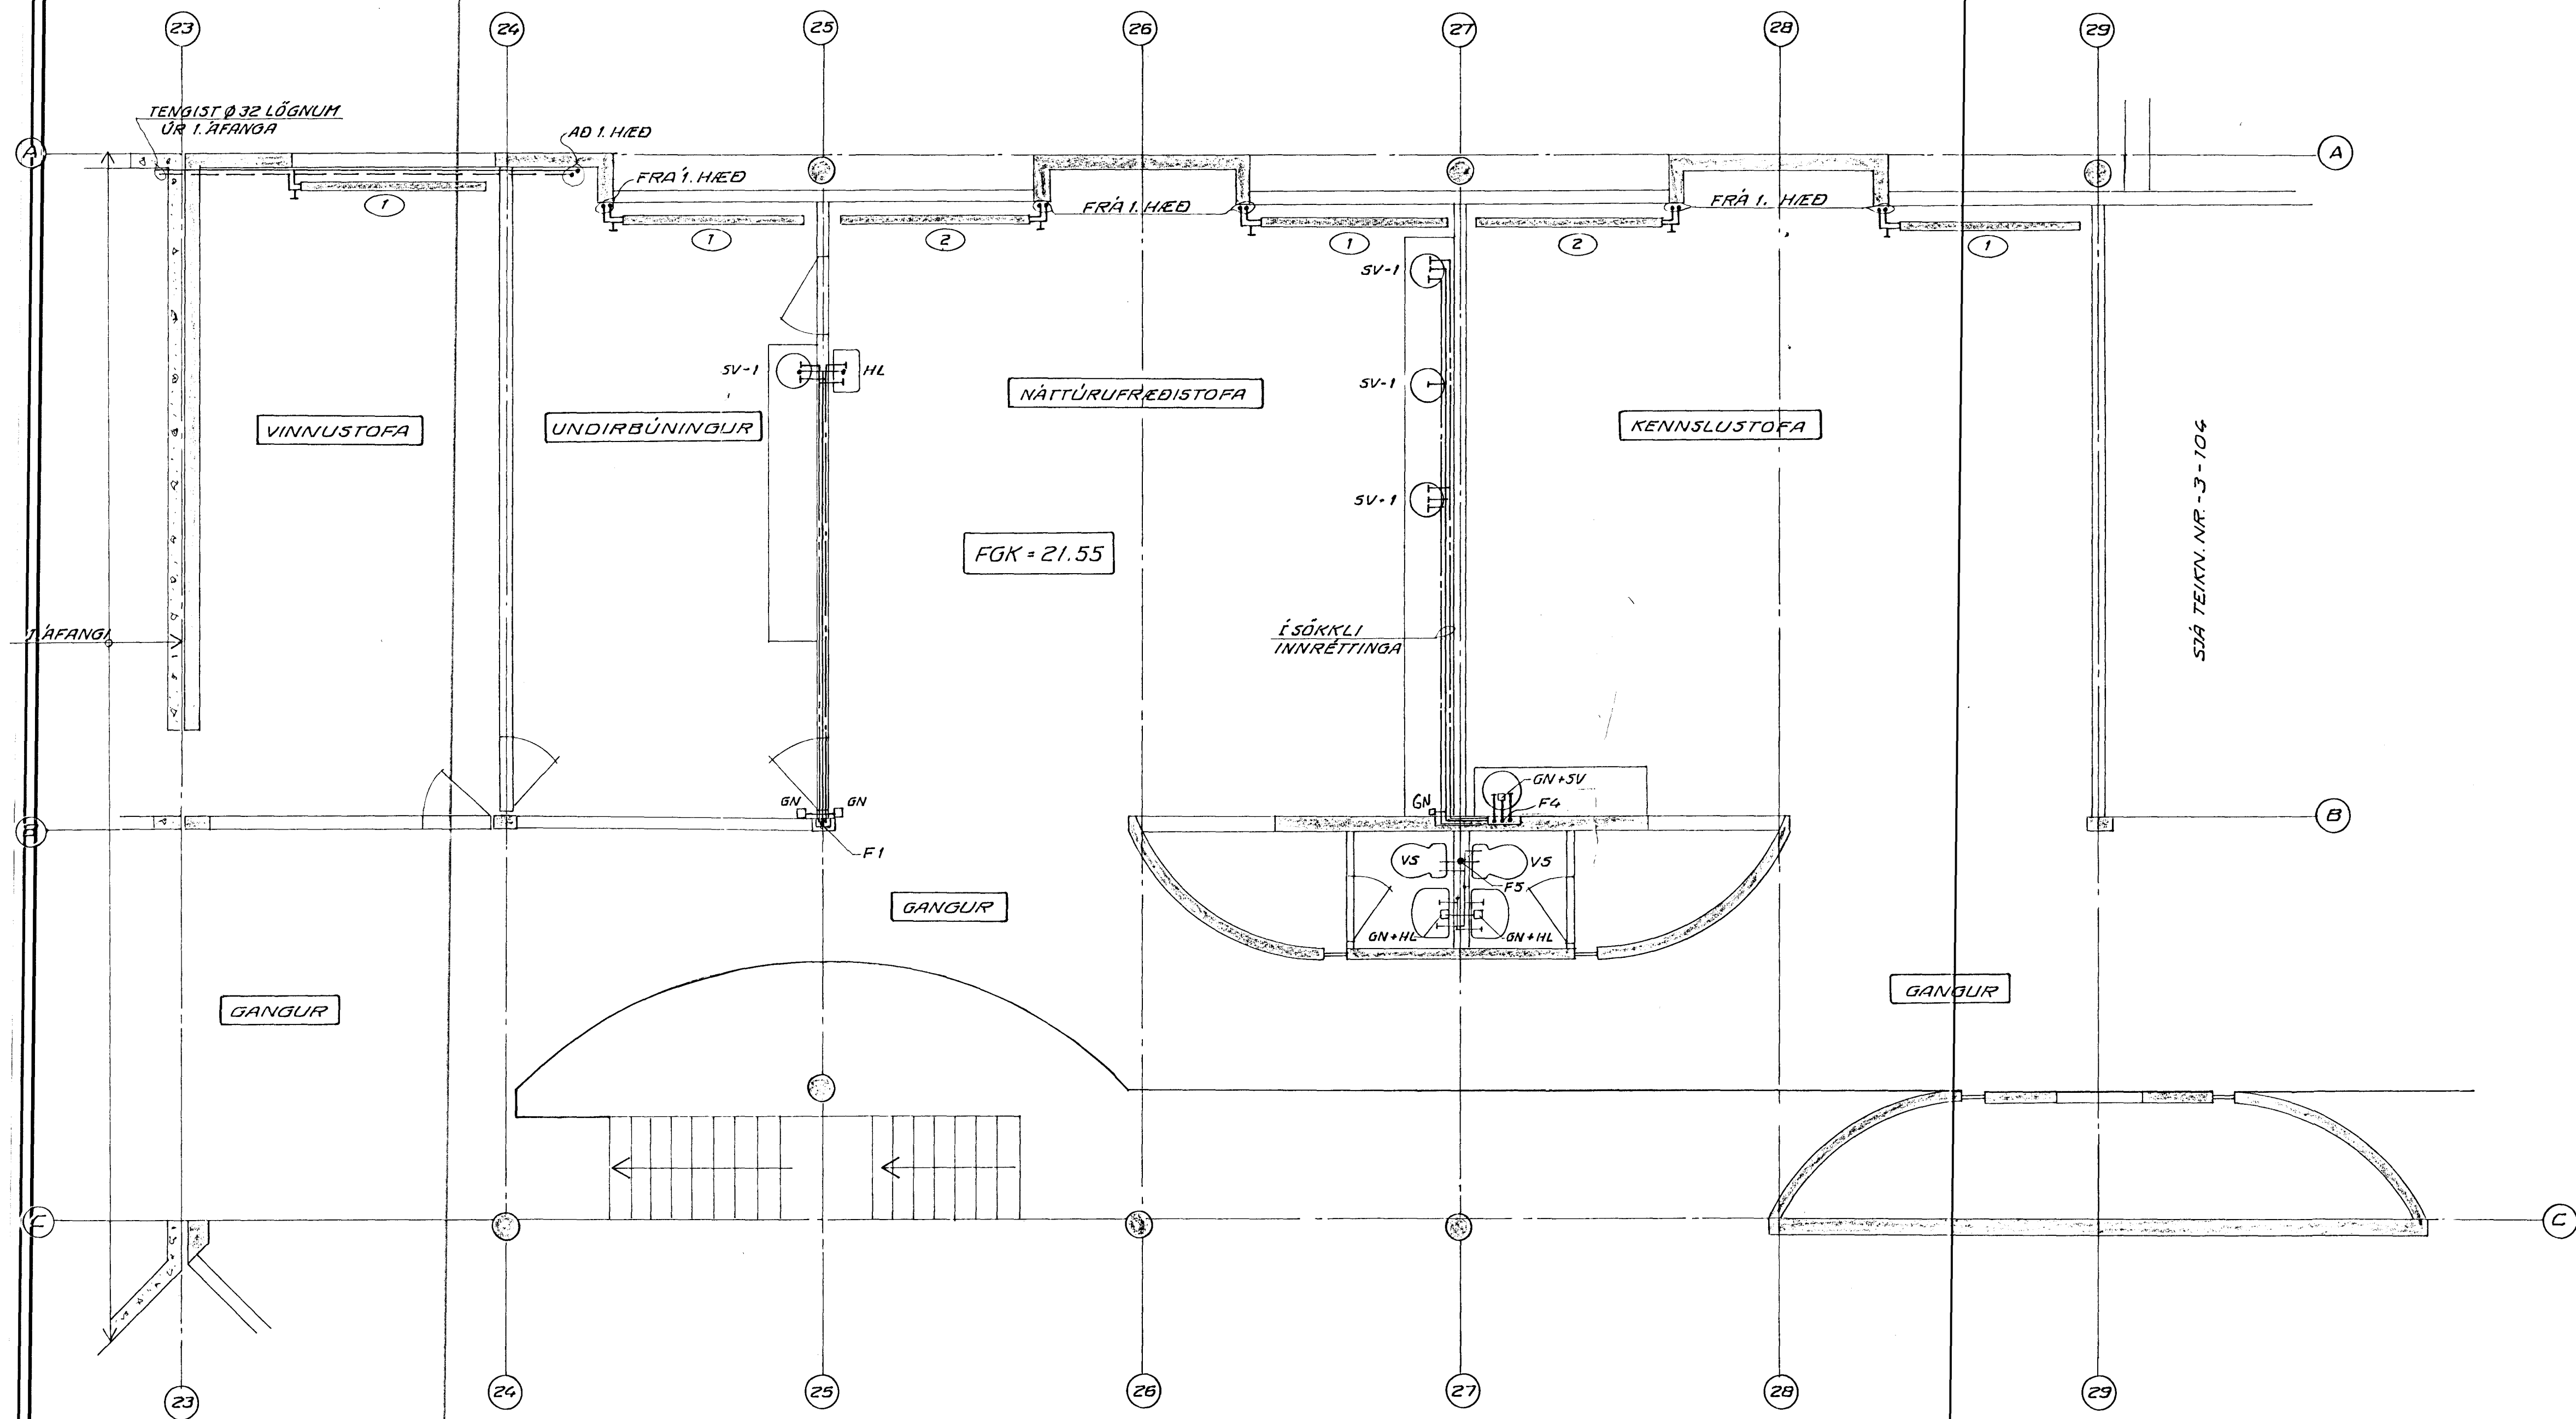 23 24 25 26 27 28 29
TENGIST Ø32 LÖGNUM
ÚR 1. ÁFANGA
AÐ 1. HÆÐ
A A
FRÁ 1. HÆÐ
FRÁ 1. HÆÐ
FRÁ 1. HÆÐ
1
1 2 1 2 1
SV-1
SV-1 HL
SV-1
NÁTTÚRUFRÆÐISTOFA
VINNUSTOFA
UNDIRBÚNINGUR
KENNSLUSTOFA
SV-1
SJÁ TEIKN. NR. -3-104
FGK = 21.55
1. ÁFANGI
Í SÖKKLI
INNRÉTTINGA
GN+SV
GN GN
GN
F4
B B
F1
VS VS
F5
GANGUR
GN+HL GN+HL
GANGUR
GANGUR
C C
23 24 25 26 27 28 29